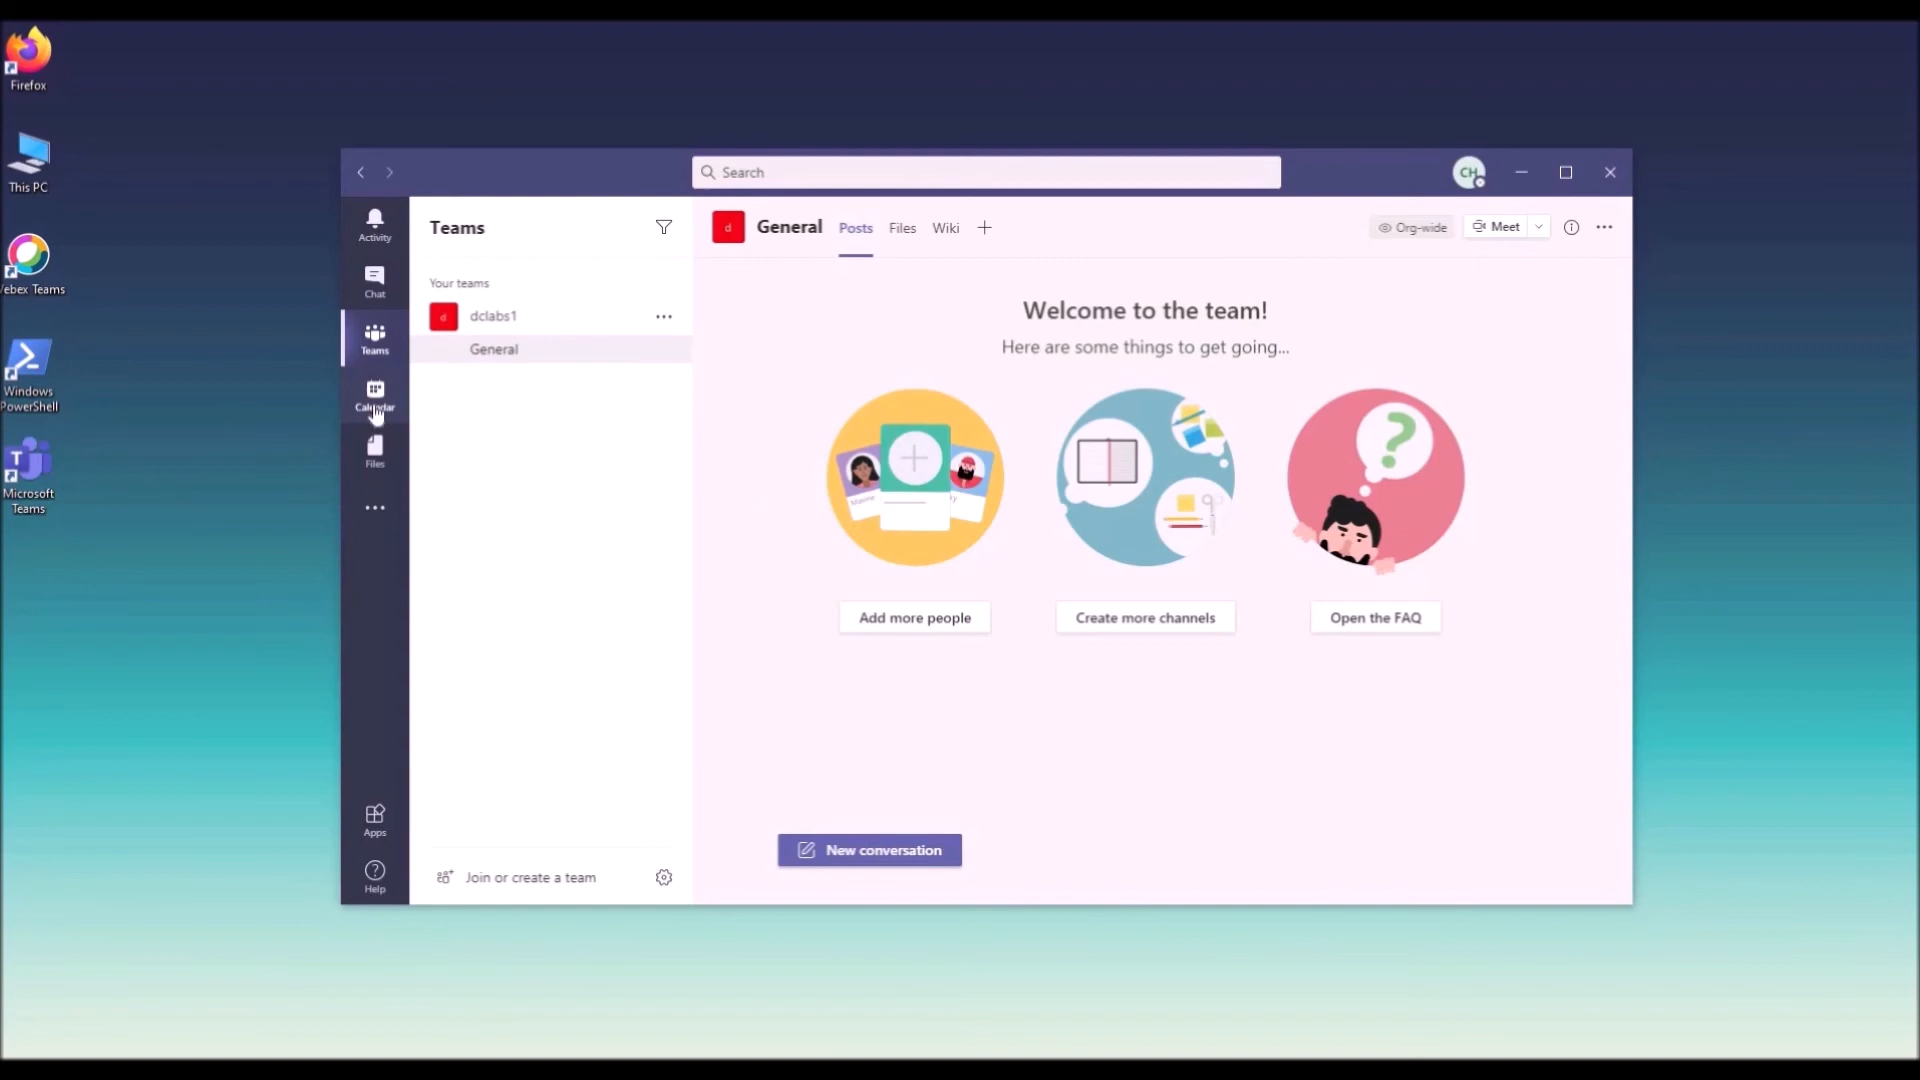 Firefox
This PC
Webex Teams
Windows
PowerShell
Microsoft
Teams
Search
CH
Activity
Chat
Teams
Calendar
Files
Apps
Help
Teams
Your teams
d dclabs1
General
Join or create a team
d General Posts Files Wiki
Org-wide
Meet
Welcome to the team!
Here are some things to get going...
Add more people
Create more channels
Open the FAQ
New conversation